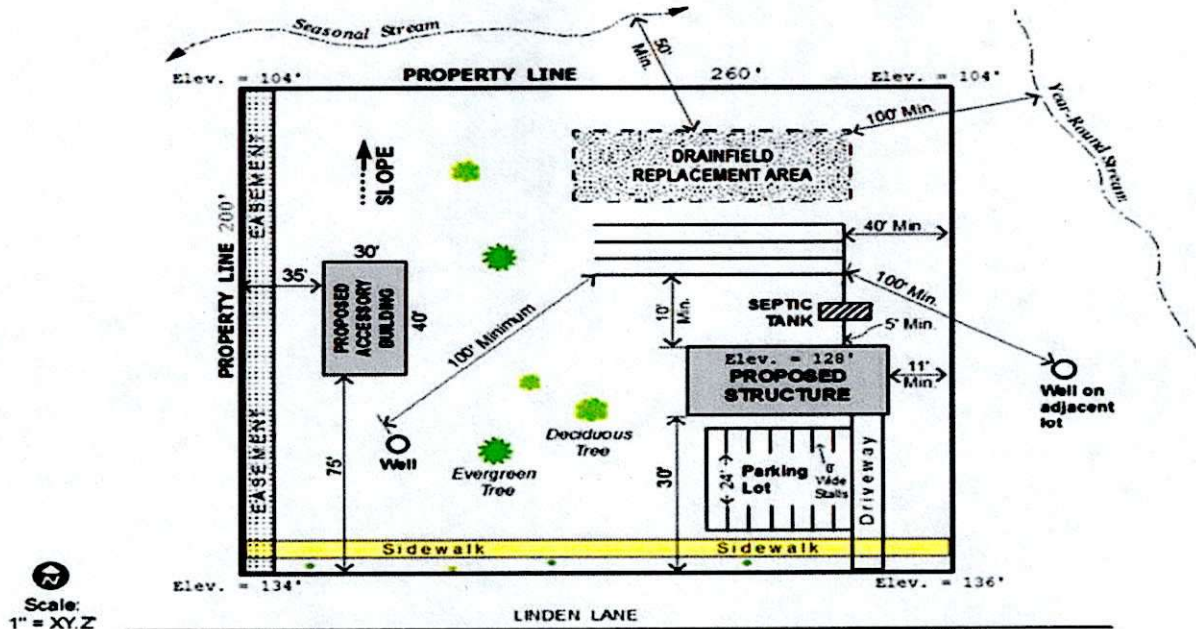 Seasonal Stream
50' Min.
Elev. = 104'
PROPERTY LINE 260'
Elev. = 104'
Year-Round Stream
100' Min.
DRAINFIELD
REPLACEMENT AREA
EASEMENT
SLOPE
PROPERTY LINE 200'
40' Min.
30'
35'
PROPOSED
ACCESSORY
BUILDING
40'
100' Minimum
10' Min.
SEPTIC
TANK
100' Min.
5' Min.
Elev. = 128'
PROPOSED
STRUCTURE
11'
Min.
Well on
adjacent
lot
EASEMENT
75'
Well
Deciduous
Tree
Evergreen
Tree
30'
24'
Parking
Lot
Wide
Stalls
Driveway
Sidewalk
Sidewalk
Elev. = 134'
Elev. = 136'
N
Scale:
1" = XY.Z'
LINDEN LANE